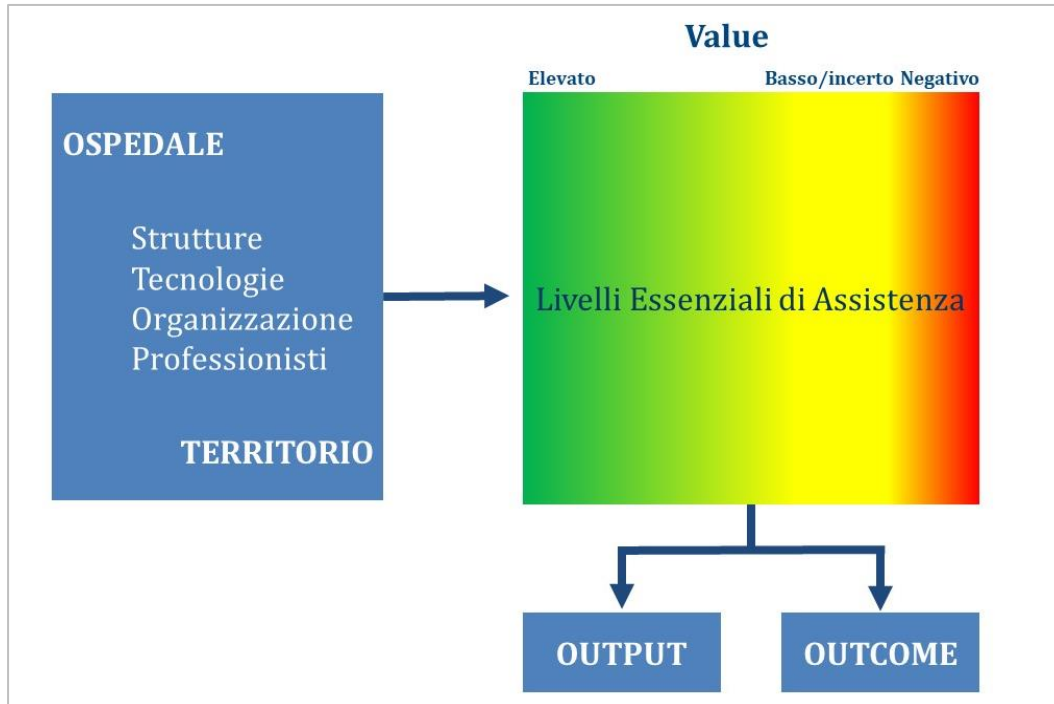 Value
Elevato
Basso/incerto Negativo
OSPEDALE
Strutture
Tecnologie
Organizzazione
Professionisti
TERRITORIO
Livelli Essenziali di Assistenza
OUTPUT
OUTCOME